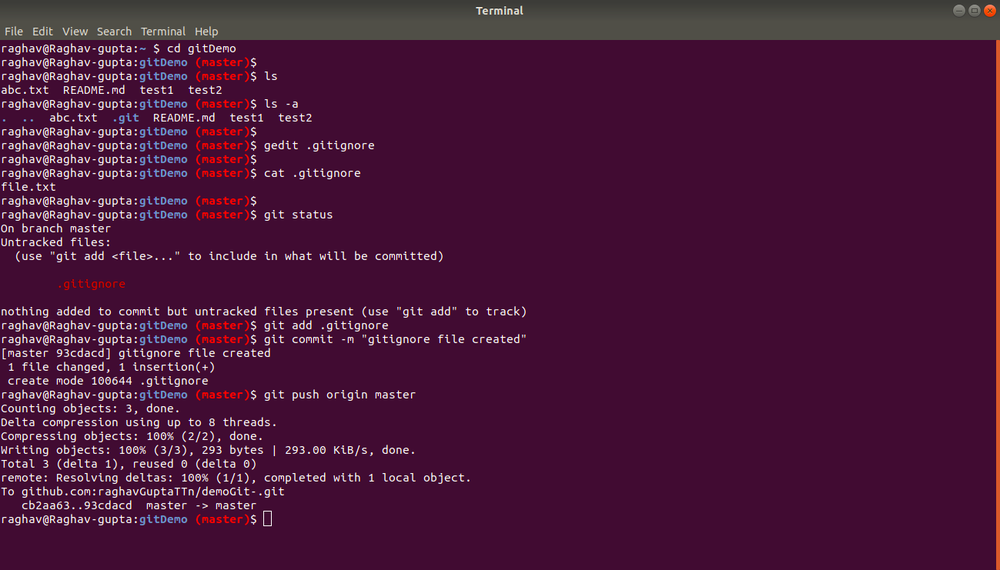 Terminal
File Edit View Search Terminal Help
raghav@Raghav-gupta:~ $ cd gitDemo
raghav@Raghav-gupta:gitDemo (master)$
raghav@Raghav-gupta:gitDemo (master)$ ls
abc.txt  README.md  test1  test2
raghav@Raghav-gupta:gitDemo (master)$ ls -a
.  ..  abc.txt  .git  README.md  test1  test2
raghav@Raghav-gupta:gitDemo (master)$
raghav@Raghav-gupta:gitDemo (master)$ gedit .gitignore
raghav@Raghav-gupta:gitDemo (master)$
raghav@Raghav-gupta:gitDemo (master)$ cat .gitignore
file.txt
raghav@Raghav-gupta:gitDemo (master)$
raghav@Raghav-gupta:gitDemo (master)$ git status
On branch master
Untracked files:
  (use "git add <file>..." to include in what will be committed)
        .gitignore
nothing added to commit but untracked files present (use "git add" to track)
raghav@Raghav-gupta:gitDemo (master)$ git add .gitignore
raghav@Raghav-gupta:gitDemo (master)$ git commit -m "gitignore file created"
[master 93cdacd] gitignore file created
 1 file changed, 1 insertion(+)
 create mode 100644 .gitignore
raghav@Raghav-gupta:gitDemo (master)$ git push origin master
Counting objects: 3, done.
Delta compression using up to 8 threads.
Compressing objects: 100% (2/2), done.
Writing objects: 100% (3/3), 293 bytes | 293.00 KiB/s, done.
Total 3 (delta 1), reused 0 (delta 0)
remote: Resolving deltas: 100% (1/1), completed with 1 local object.
To github.com:raghavGuptaTTn/demoGit-.git
   cb2aa63..93cdacd  master -> master
raghav@Raghav-gupta:gitDemo (master)$